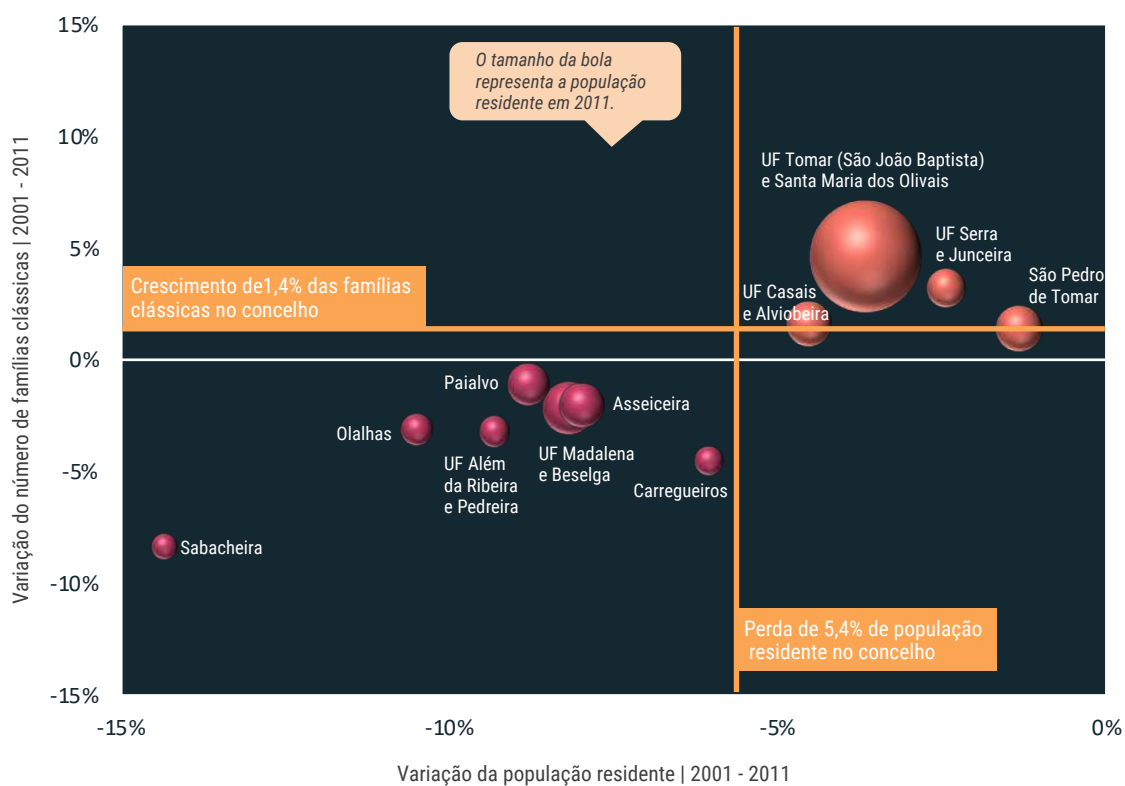 15%
10%
5%
0%
-5%
-10%
-15%
Variação do número de famílias clássicas | 2001 - 2011
O tamanho da bola
representa a população
residente em 2011.
UF Tomar (São João Baptista)
e Santa Maria dos Olivais
UF Serra
e Junceira
São Pedro
de Tomar
UF Casais
e Alviobeira
Crescimento de1,4% das famílias
clássicas no concelho
Paialvo
Asseiceira
Olalhas
UF Além
da Ribeira
e Pedreira
UF Madalena
e Beselga
Carregueiros
Sabacheira
Perda de 5,4% de população
residente no concelho
-15%
-10%
-5%
0%
Variação da população residente | 2001 - 2011